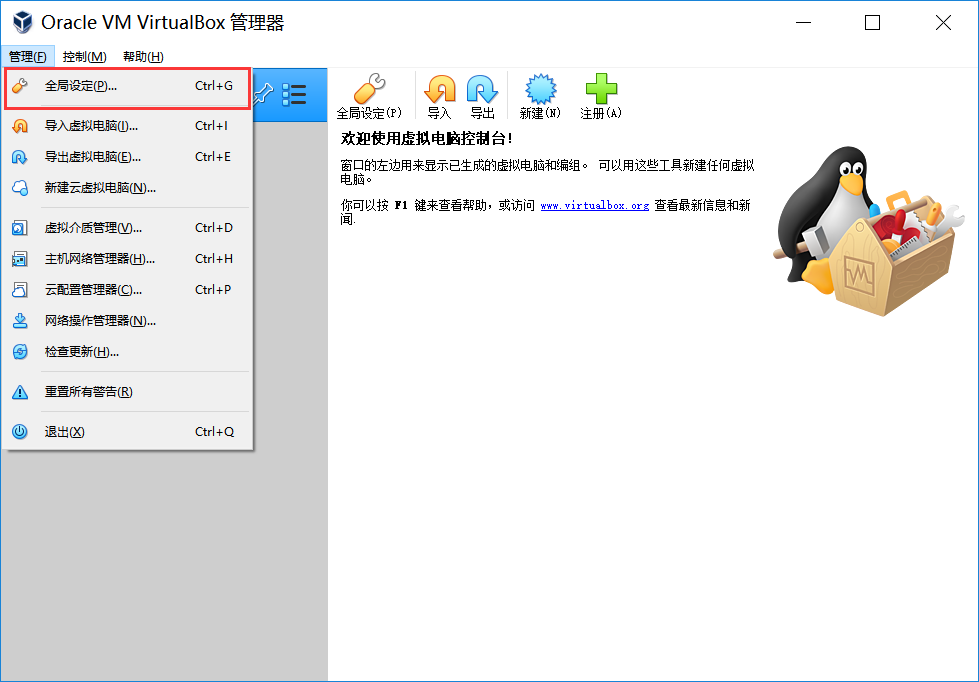 Oracle VM VirtualBox 管理器
管理(F) 控制(M) 帮助(H)
全局设定(P)... Ctrl+G
导入虚拟电脑(I)... Ctrl+I
导出虚拟电脑(E)... Ctrl+E
新建云虚拟电脑(N)...
虚拟介质管理(V)... Ctrl+D
主机网络管理器(H)... Ctrl+H
云配置管理器(C)... Ctrl+P
网络操作管理器(N)...
检查更新(H)...
重置所有警告(R)
退出(X) Ctrl+Q
全局设定(P) 导入 导出 新建(N) 注册(A)
欢迎使用虚拟电脑控制台!
窗口的左边用来显示已生成的虚拟电脑和编组。 可以用这些工具新建任何虚拟
电脑。
你可以按 F1 键来查看帮助，或访问 www.virtualbox.org 查看最新信息和新
闻.